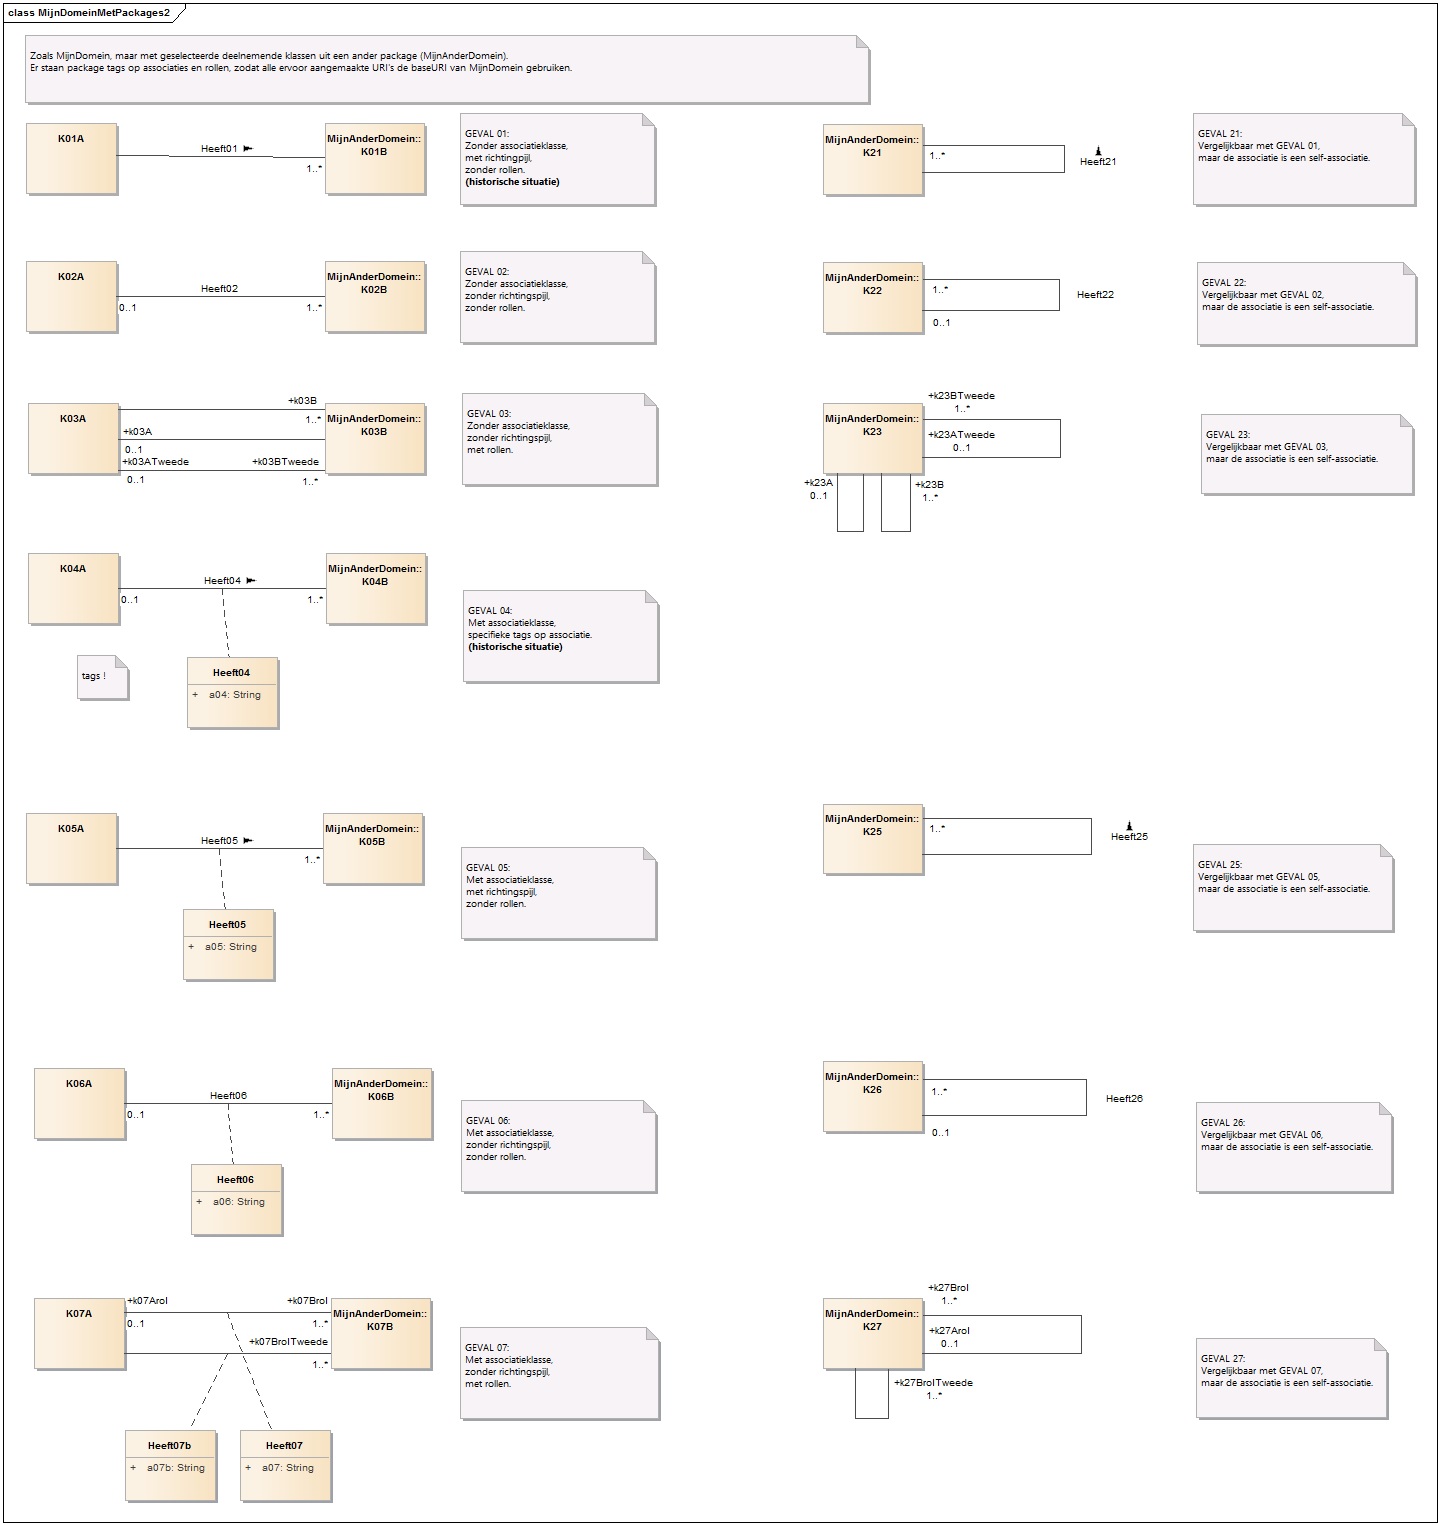 class MijnDomeinMetPackages2
Zoals MijnDomein, maar met geselecteerde deelnemende klassen uit een ander package (MijnAnderDomein).
Er staan package tags op associaties en rollen, zodat alle ervoor aangemaakte URI's de baseURI van MijnDomein gebruiken.
K01A
Heeft01
1..*
MijnAnderDomein::
K01B
GEVAL 01:
Zonder associatieklasse,
met richtingpijl,
zonder rollen.
(historische situatie)
MijnAnderDomein::
K21
1..*
Heeft21
GEVAL 21:
Vergelijkbaar met GEVAL 01,
maar de associatie is een self-associatie.
K02A
Heeft02
0..1
1..*
MijnAnderDomein::
K02B
GEVAL 02:
Zonder associatieklasse,
zonder richtingspijl,
zonder rollen.
MijnAnderDomein::
K22
1..*
0..1
Heeft22
GEVAL 22:
Vergelijkbaar met GEVAL 02,
maar de associatie is een self-associatie.
K03A
+k03B
1..*
+k03A
0..1
+k03ATweede
+k03BTweede
0..1
1..*
MijnAnderDomein::
K03B
GEVAL 03:
Zonder associatieklasse,
zonder richtingspijl,
met rollen.
MijnAnderDomein::
K23
+k23BTweede
1..*
+k23ATweede
0..1
+k23A
0..1
+k23B
1..*
GEVAL 23:
Vergelijkbaar met GEVAL 03,
maar de associatie is een self-associatie.
K04A
Heeft04
0..1
1..*
MijnAnderDomein::
K04B
GEVAL 04:
Met associatieklasse,
specifieke tags op associatie.
(historische situatie)
tags !
Heeft04
+ a04: String
K05A
Heeft05
1..*
MijnAnderDomein::
K05B
Heeft05
+ a05: String
GEVAL 05:
Met associatieklasse,
met richtingspijl,
zonder rollen.
MijnAnderDomein::
K25
1..*
Heeft25
GEVAL 25:
Vergelijkbaar met GEVAL 05,
maar de associatie is een self-associatie.
K06A
Heeft06
0..1
1..*
MijnAnderDomein::
K06B
Heeft06
+ a06: String
GEVAL 06:
Met associatieklasse,
zonder richtingspijl,
zonder rollen.
MijnAnderDomein::
K26
1..*
0..1
Heeft26
GEVAL 26:
Vergelijkbaar met GEVAL 06,
maar de associatie is een self-associatie.
K07A
+k07Arol
+k07Brol
0..1
1..*
+k07BrolTweede
1..*
MijnAnderDomein::
K07B
Heeft07b
+ a07b: String
Heeft07
+ a07: String
GEVAL 07:
Met associatieklasse,
zonder richtingspijl,
met rollen.
MijnAnderDomein::
K27
+k27Brol
1..*
+k27Arol
0..1
+k27BrolTweede
1..*
GEVAL 27:
Vergelijkbaar met GEVAL 07,
maar de associatie is een self-associatie.